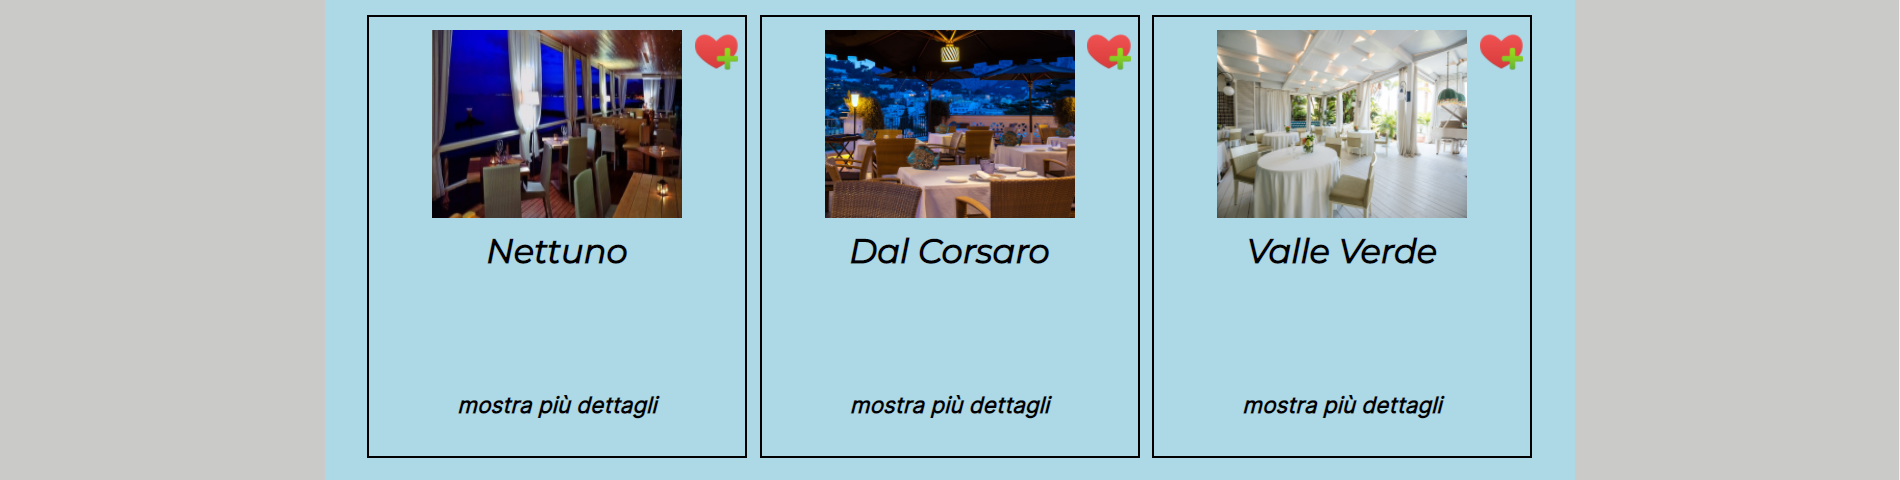 Nettuno
Dal Corsaro
Valle Verde
mostra più dettagli
mostra più dettagli
mostra più dettagli